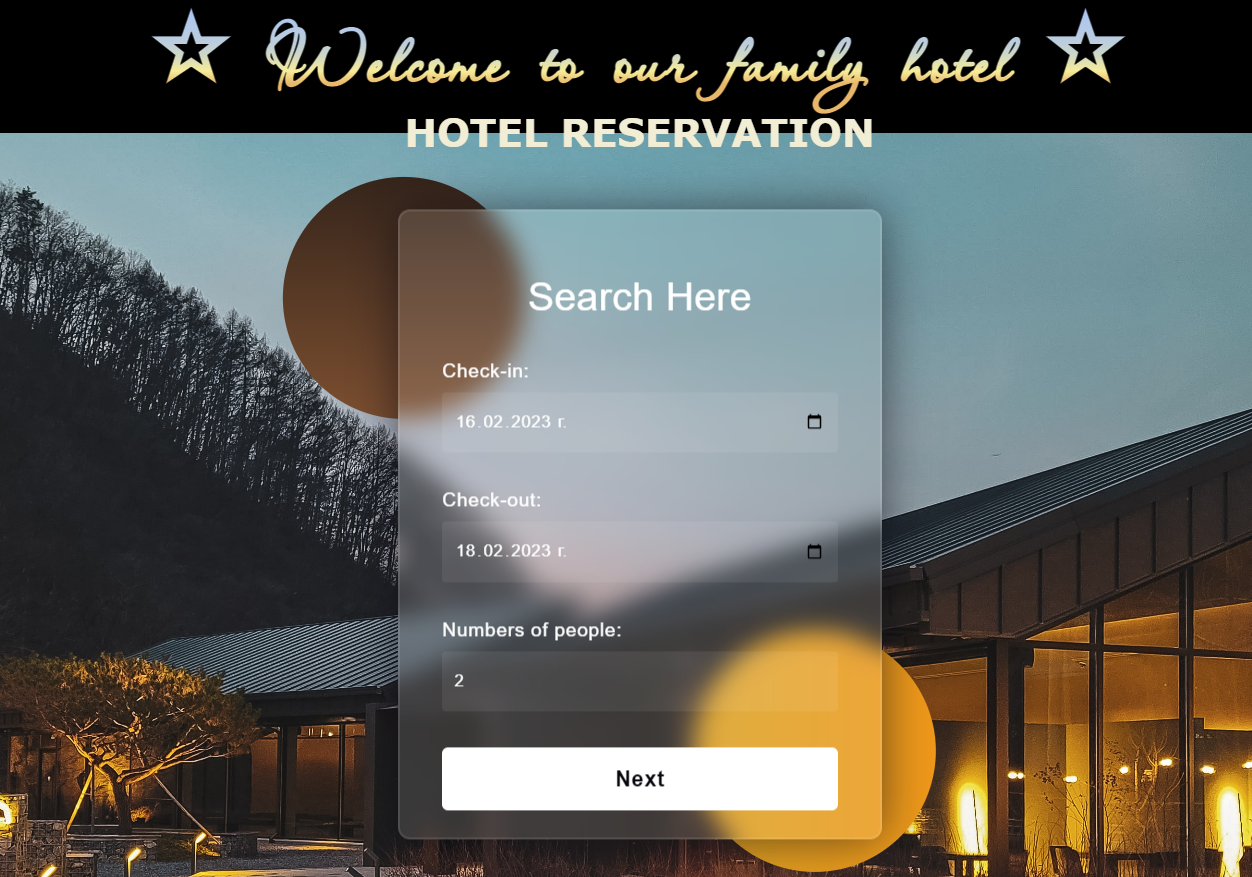 Welcome to our family hotel
HOTEL RESERVATION
Search Here
Check-in:
16.02.2023 г.
Check-out:
18.02.2023 г.
Numbers of people:
2
Next